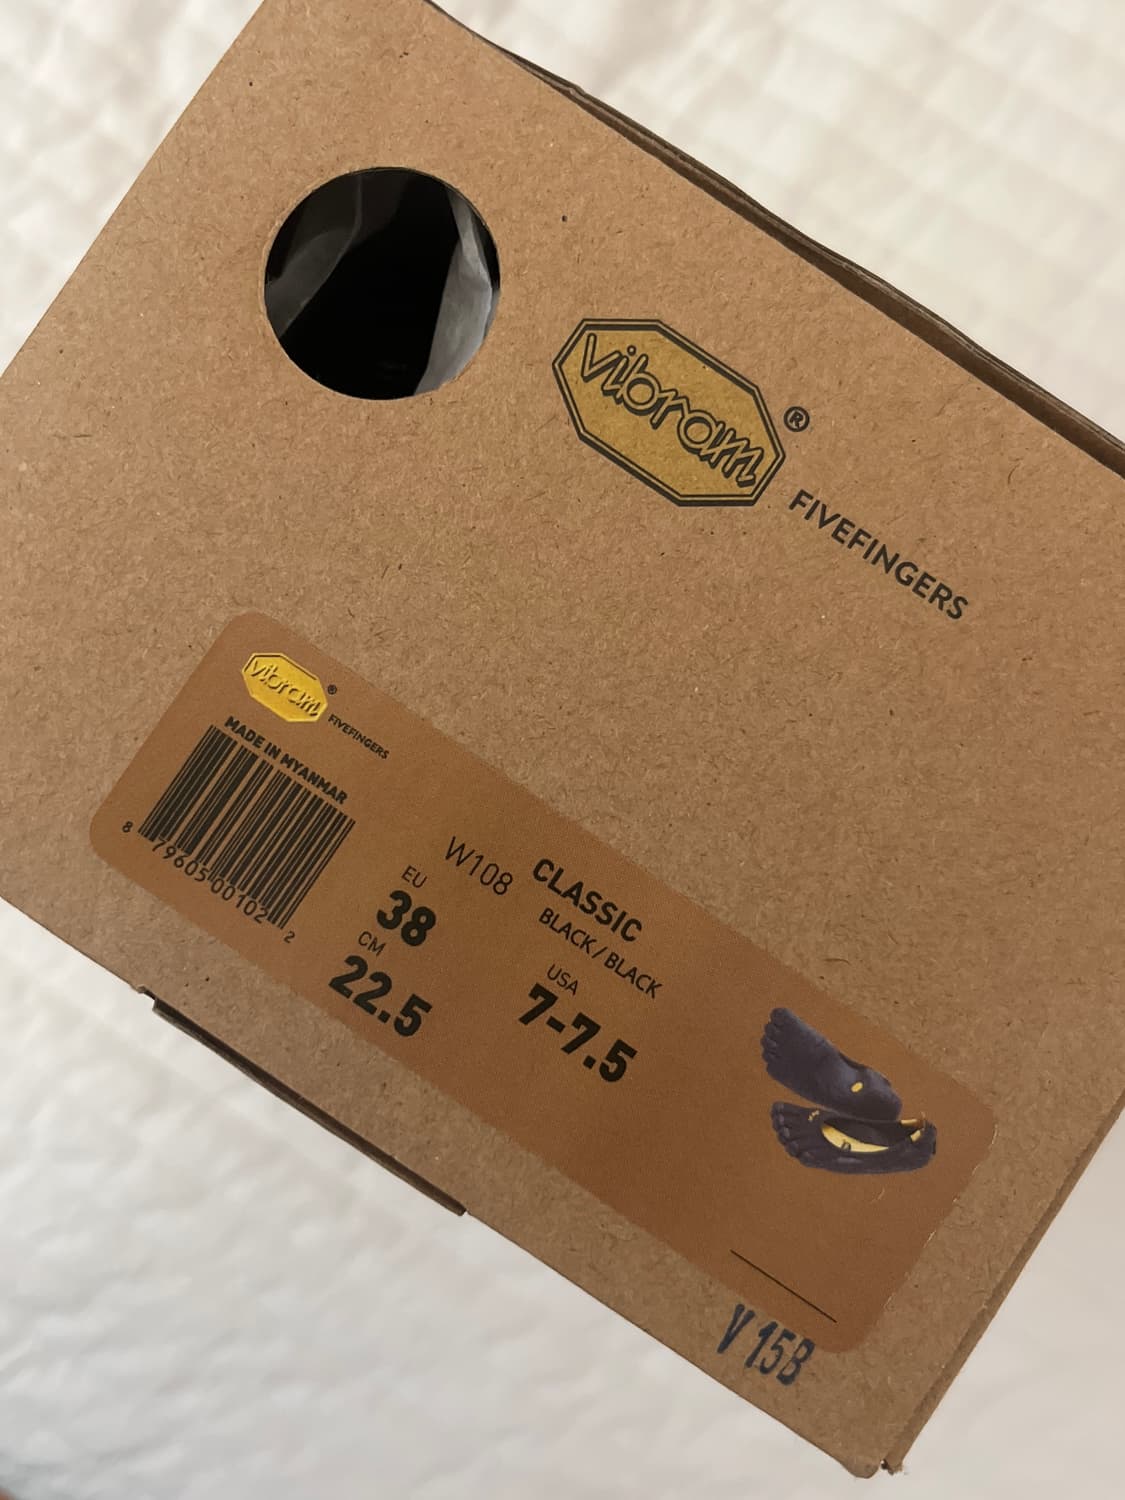 vibram®
FIVEFINGERS
vibram®
FIVEFINGERS
MADE IN MYANMAR
8 79605 00102 2
W108 CLASSIC
BLACK/BLACK
EU
38
USA
7-7.5
CM
22.5
V 15B